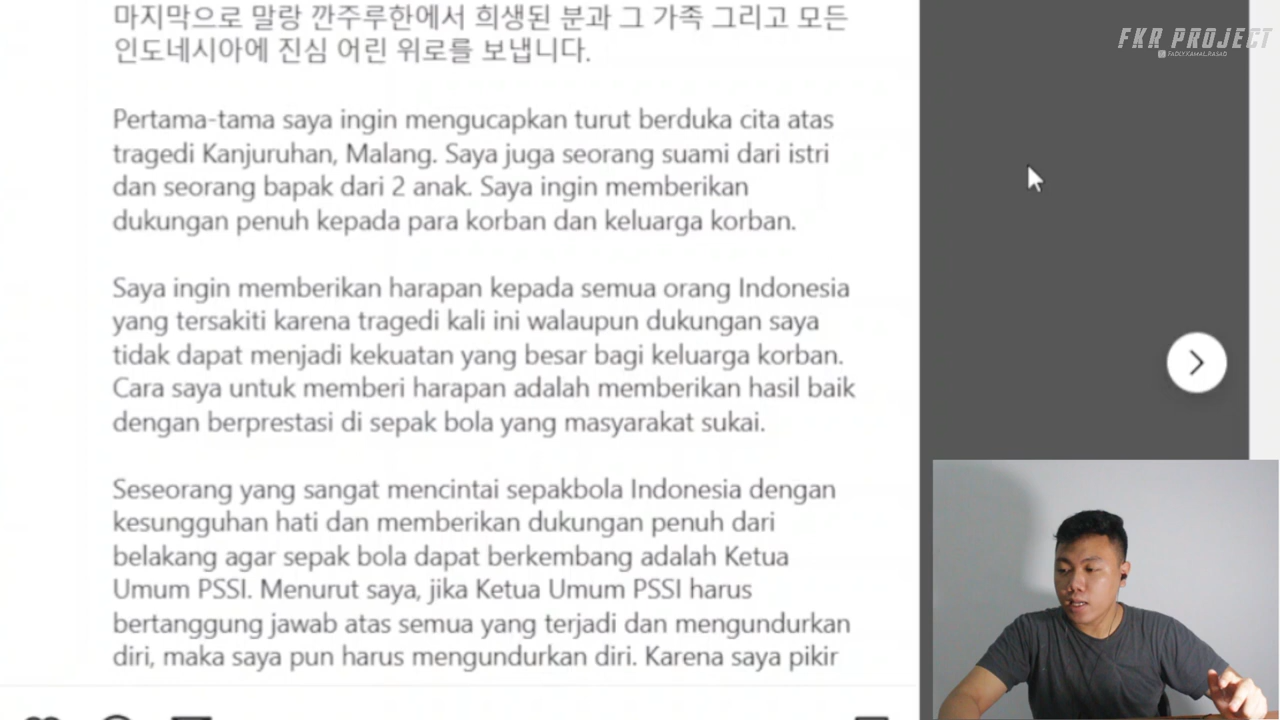 마지막으로 말랑 깐주루한에서 희생된 분과 그 가족 그리고 모든
인도네시아에 진심 어린 위로를 보냅니다.
Pertama-tama saya ingin mengucapkan turut berduka cita atas
tragedi Kanjuruhan, Malang. Saya juga seorang suami dari istri
dan seorang bapak dari 2 anak. Saya ingin memberikan
dukungan penuh kepada para korban dan keluarga korban.
Saya ingin memberikan harapan kepada semua orang Indonesia
yang tersakiti karena tragedi kali ini walaupun dukungan saya
tidak dapat menjadi kekuatan yang besar bagi keluarga korban.
Cara saya untuk memberi harapan adalah memberikan hasil baik
dengan berprestasi di sepak bola yang masyarakat sukai.
Seseorang yang sangat mencintai sepakbola Indonesia dengan
kesungguhan hati dan memberikan dukungan penuh dari
belakang agar sepak bola dapat berkembang adalah Ketua
Umum PSSI. Menurut saya, jika Ketua Umum PSSI harus
bertanggung jawab atas semua yang terjadi dan mengundurkan
diri, maka saya pun harus mengundurkan diri. Karena saya pikir
FKR PROJECT
FADLY.KAMAL.RASAD